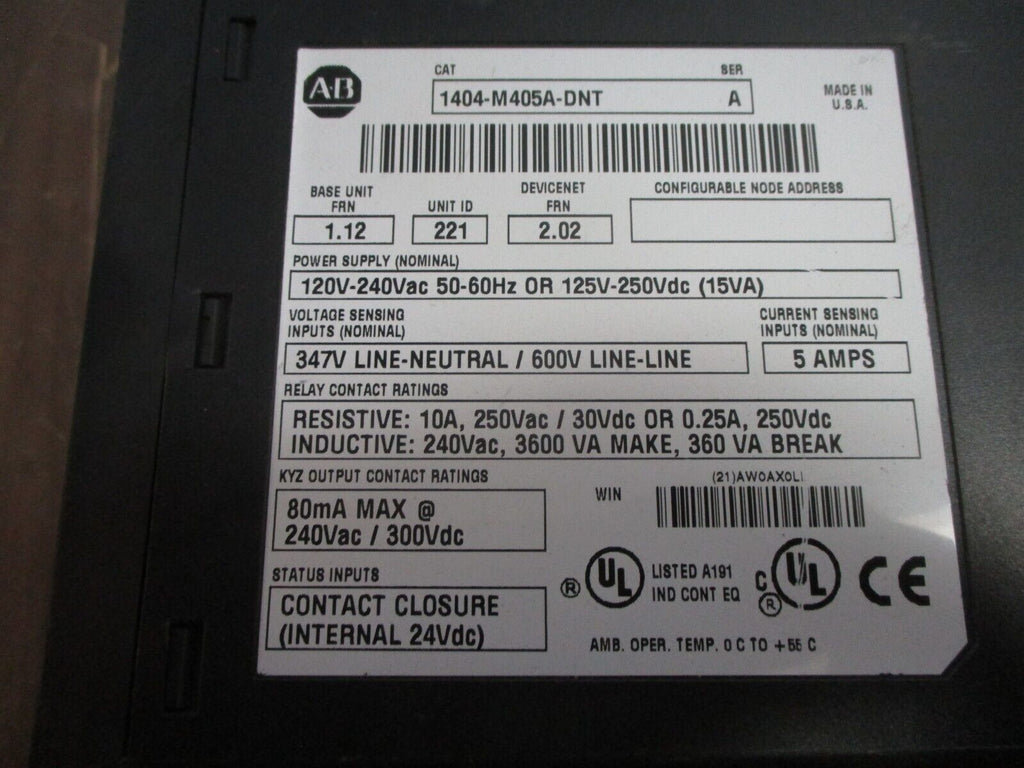 A-B
CAT SER
1404-M405A-DNT A
MADE IN
U.S.A.
BASE UNIT
FRN
UNIT ID
DEVICENET
FRN
CONFIGURABLE NODE ADDRESS
1.12 221 2.02
POWER SUPPLY (NOMINAL)
120V-240Vac 50-60Hz OR 125V-250Vdc (15VA)
VOLTAGE SENSING
INPUTS (NOMINAL)
CURRENT SENSING
INPUTS (NOMINAL)
347V LINE-NEUTRAL / 600V LINE-LINE
5 AMPS
RELAY CONTACT RATINGS
RESISTIVE: 10A, 250Vac / 30Vdc OR 0.25A, 250Vdc
INDUCTIVE: 240Vac, 3600 VA MAKE, 360 VA BREAK
KYZ OUTPUT CONTACT RATINGS
80mA MAX @
240Vac / 300Vdc
WIN
STATUS INPUTS
CONTACT CLOSURE
(INTERNAL 24Vdc)
® UL
LISTED A191
IND CONT EQ
C UL ®
CE
AMB. OPER. TEMP. 0 C TO +55 C